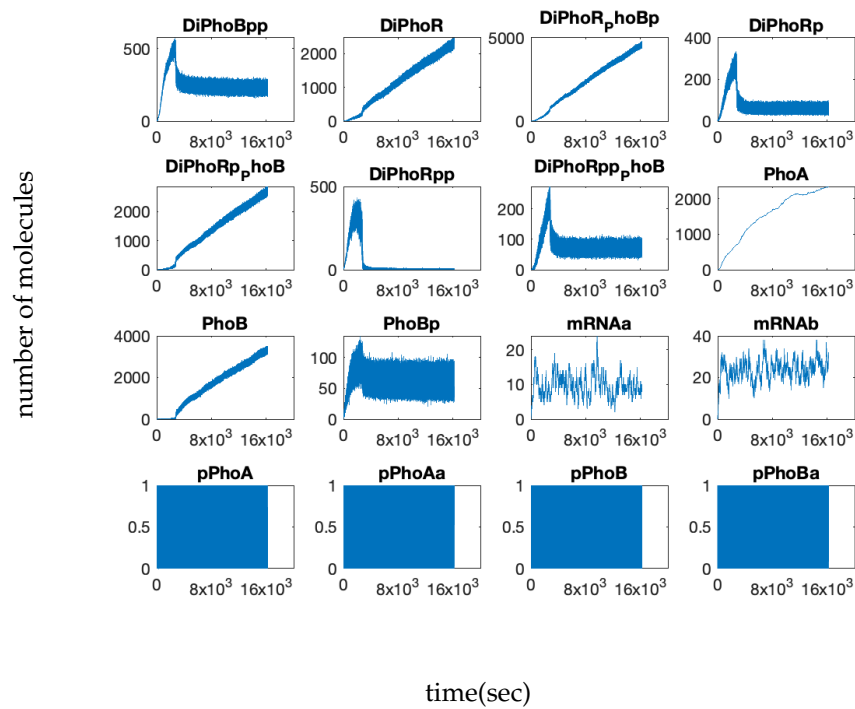 DiPhoBpp DiPhoR DiPhoR_PhoBp DiPhoRp
500
0
0 8x10^3 16x10^3
2000
1000
0
0 8x10^3 16x10^3
5000
0
0 8x10^3 16x10^3
400
200
0
0 8x10^3 16x10^3
DiPhoRp_PhoB DiPhoRpp DiPhoRpp_PhoB PhoA
2000
1000
0
0 8x10^3 16x10^3
500
0
0 8x10^3 16x10^3
200
100
0
0 8x10^3 16x10^3
2000
1000
0
0 8x10^3 16x10^3
number of molecules
PhoB PhoBp mRNAa mRNAb
4000
2000
0
0 8x10^3 16x10^3
100
50
0
0 8x10^3 16x10^3
20
10
0
0 8x10^3 16x10^3
40
20
0
0 8x10^3 16x10^3
pPhoA pPhoAa pPhoB pPhoBa
1
0.5
0
0 8x10^3 16x10^3
1
0.5
0
0 8x10^3 16x10^3
1
0.5
0
0 8x10^3 16x10^3
1
0.5
0
0 8x10^3 16x10^3
time(sec)